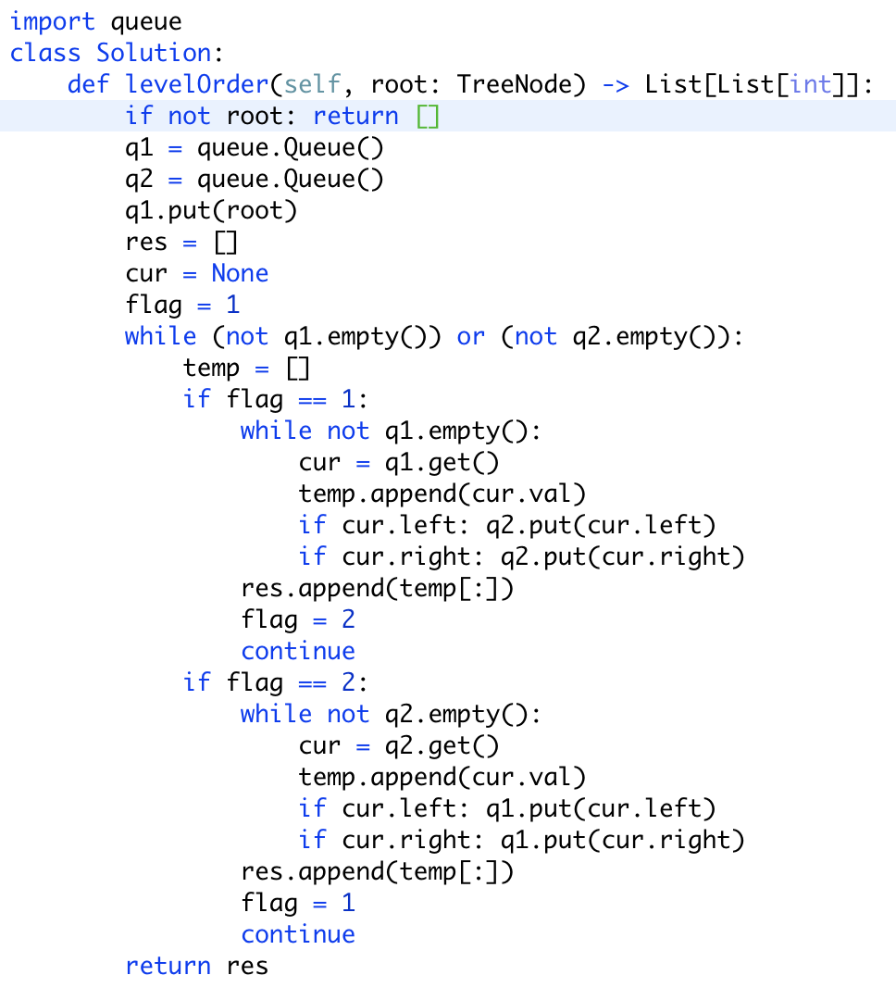 import queue
class Solution:
    def levelOrder(self, root: TreeNode) -> List[List[int]]:
        if not root: return []
        q1 = queue.Queue()
        q2 = queue.Queue()
        q1.put(root)
        res = []
        cur = None
        flag = 1
        while (not q1.empty()) or (not q2.empty()):
            temp = []
            if flag == 1:
                while not q1.empty():
                    cur = q1.get()
                    temp.append(cur.val)
                    if cur.left: q2.put(cur.left)
                    if cur.right: q2.put(cur.right)
                res.append(temp[:])
                flag = 2
                continue
            if flag == 2:
                while not q2.empty():
                    cur = q2.get()
                    temp.append(cur.val)
                    if cur.left: q1.put(cur.left)
                    if cur.right: q1.put(cur.right)
                res.append(temp[:])
                flag = 1
                continue
        return res